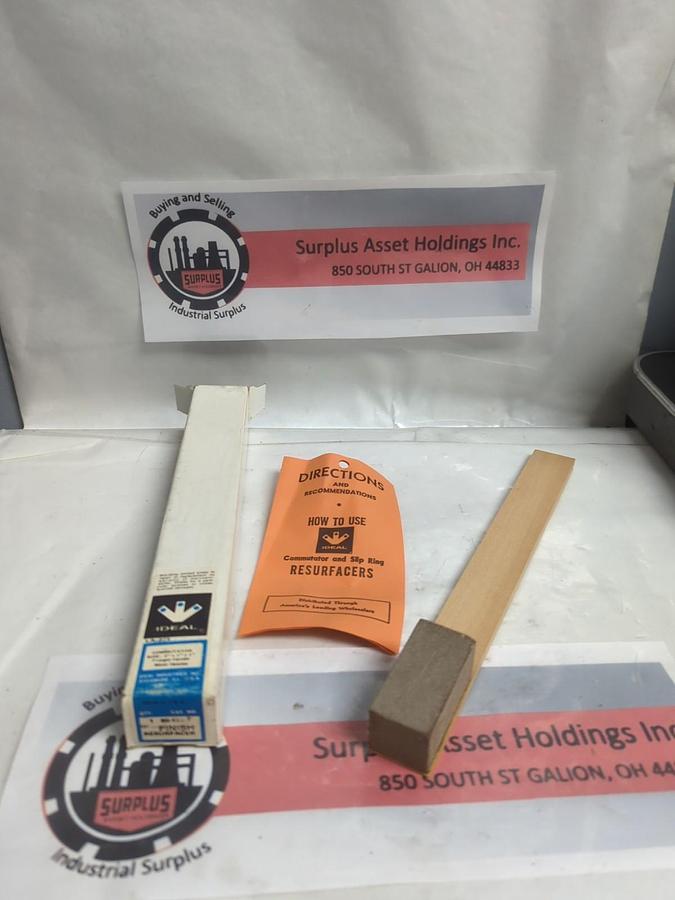 Buying and Selling
SURPLUS
Industrial Surplus
Surplus Asset Holdings Inc.
850 SOUTH ST GALION, OH 44833
DIRECTIONS
AND
RECOMMENDATIONS
HOW TO USE
IDEAL
Commutator and Slip Ring
RESURFACERS
Distributed Through
America's Leading Wholesalers
IDEAL
FINISH
RESURFACER
Buying
SURPLUS
Industrial Surplus
Surp sset Holdings Inc
850 SOUTH ST GALION, OH 44